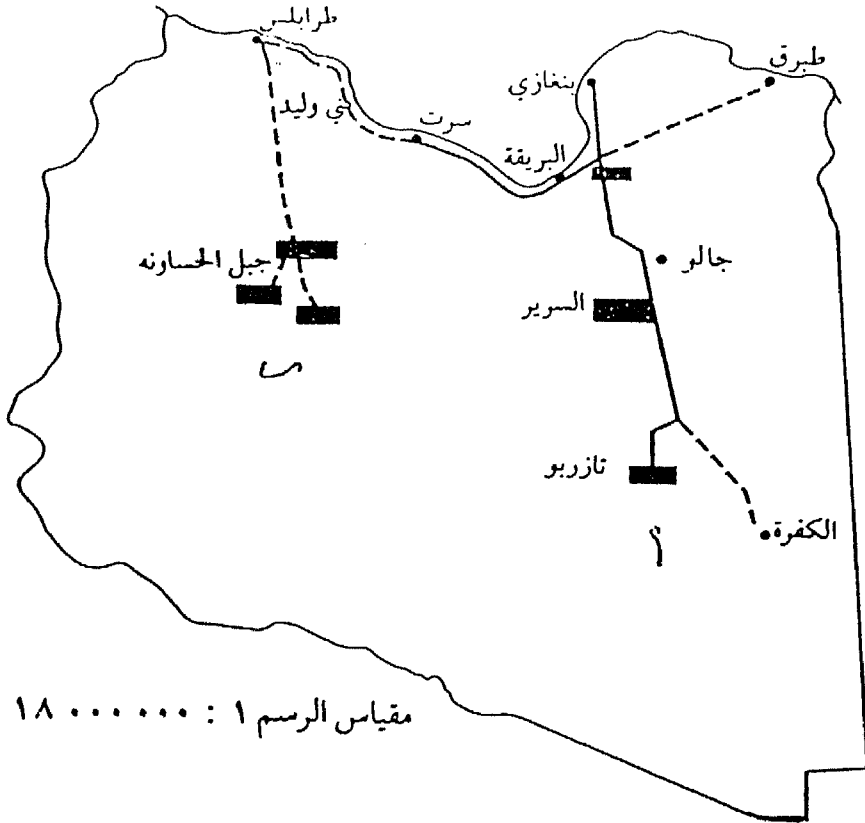 طرابلس
طبرق
بنغازي
بني وليد
سرت
البريقة
جبل الحساونه
جالو
السرير
تازربو
أ
الكفرة
مقياس الرسم ١ : ١٨٠٠٠٠٠٠